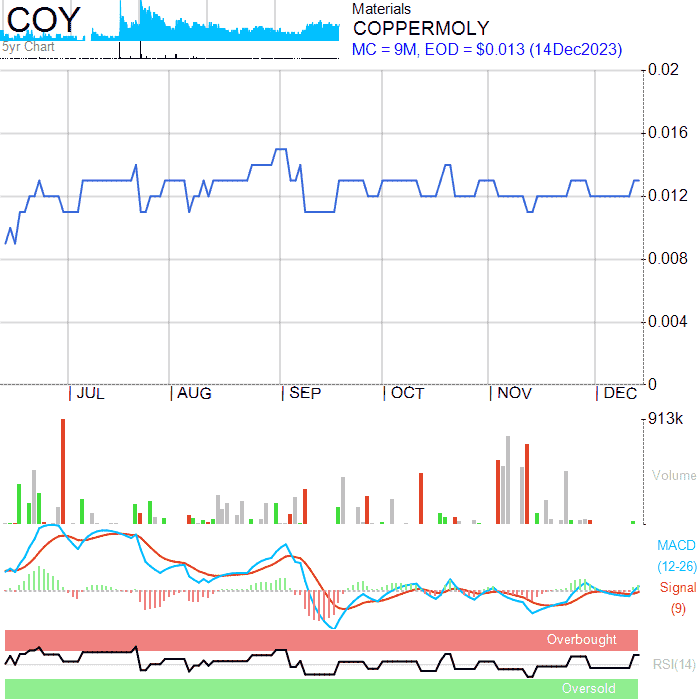 COY
5yr Chart
Materials
COPPERMOLY
MC = 9M, EOD = $0.013 (14Dec2023)
0.02
0.016
0.012
0.008
0.004
0
JUL AUG SEP OCT NOV DEC
913k
Volume
MACD
(12-26)
Signal
(9)
Overbought
RSI(14)
Oversold